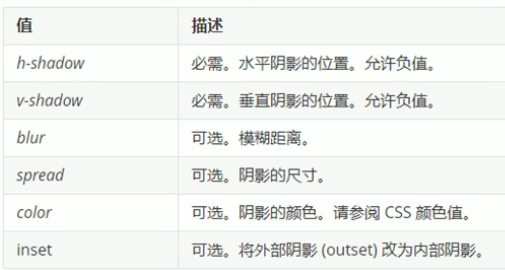 值 描述
h-shadow 必需。水平阴影的位置。允许负值。
v-shadow 必需。垂直阴影的位置。允许负值。
blur 可选。模糊距离。
spread 可选。阴影的尺寸。
color 可选。阴影的颜色。请参阅 CSS 颜色值。
inset 可选。将外部阴影 (outset) 改为内部阴影。